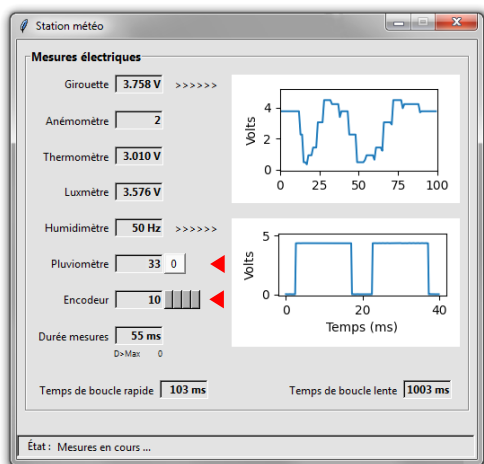 Station météo
Mesures électriques
Girouette 3.758 V >>>>>>
Anémomètre 2
Thermomètre 3.010 V
Luxmètre 3.576 V
4
2
0
Volts
0 25 50 75 100
Humidimètre 50 Hz >>>>>>
Pluviomètre 33 0
Encodeur 10
Durée mesures 55 ms
D>Max 0
5
0
Volts
0 20 40
Temps (ms)
Temps de boucle rapide 103 ms Temps de boucle lente 1003 ms
État : Mesures en cours ...